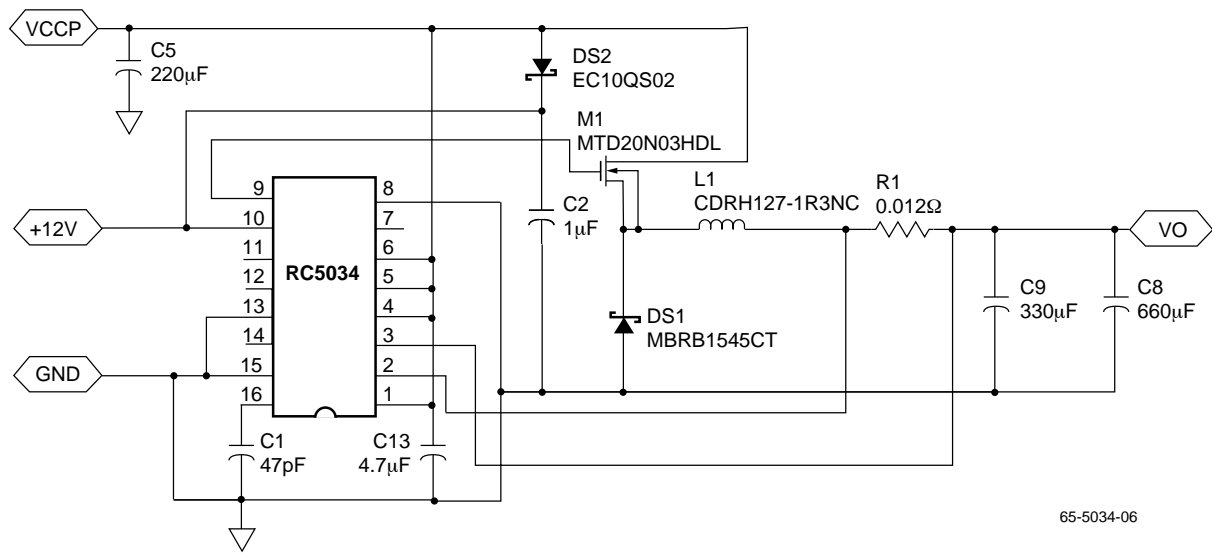 VCCP
C5
220μF
DS2
EC10QS02
M1
MTD20N03HDL
L1
CDRH127-1R3NC
R1
0.012Ω
+12V
9
10
11
12
13
14
15
16
RC5034
8
7
6
5
4
3
2
1
C2
1μF
VO
DS1
MBRB1545CT
C9
330μF
C8
660μF
GND
C1
47pF
C13
4.7μF
65-5034-06